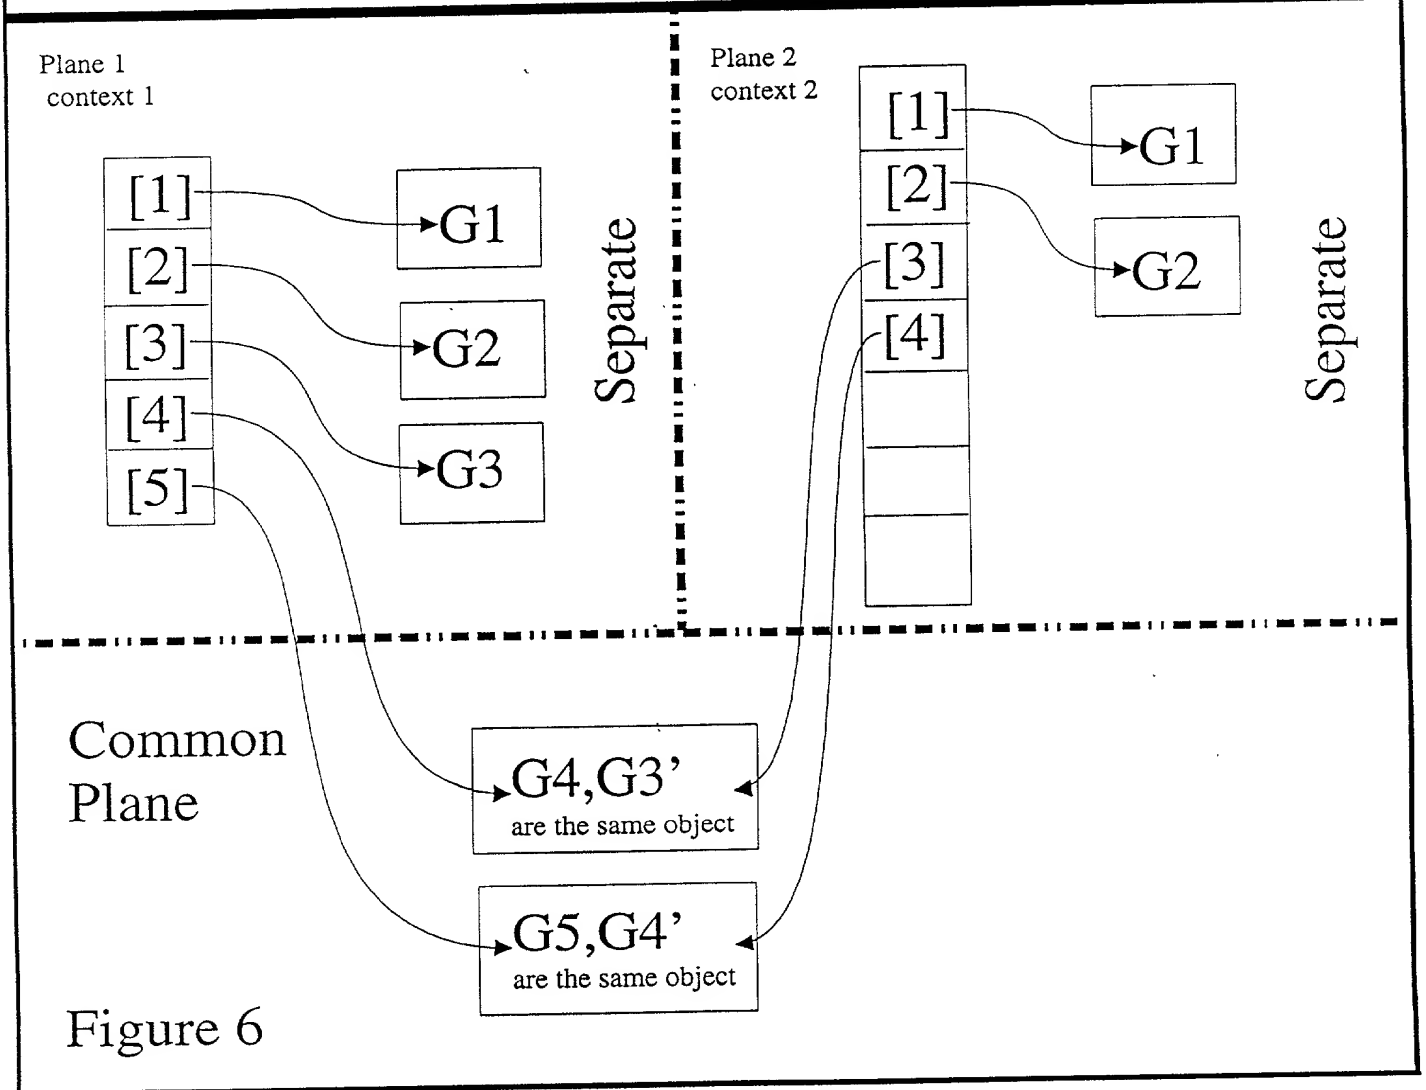 Plane 1
context 1
[1]
[2]
[3]
[4]
[5]
G1
G2
G3
Separate
Plane 2
context 2
[1]
[2]
[3]
[4]
G1
G2
Separate
Common
Plane
G4,G3’
are the same object
G5,G4’
are the same object
Figure 6